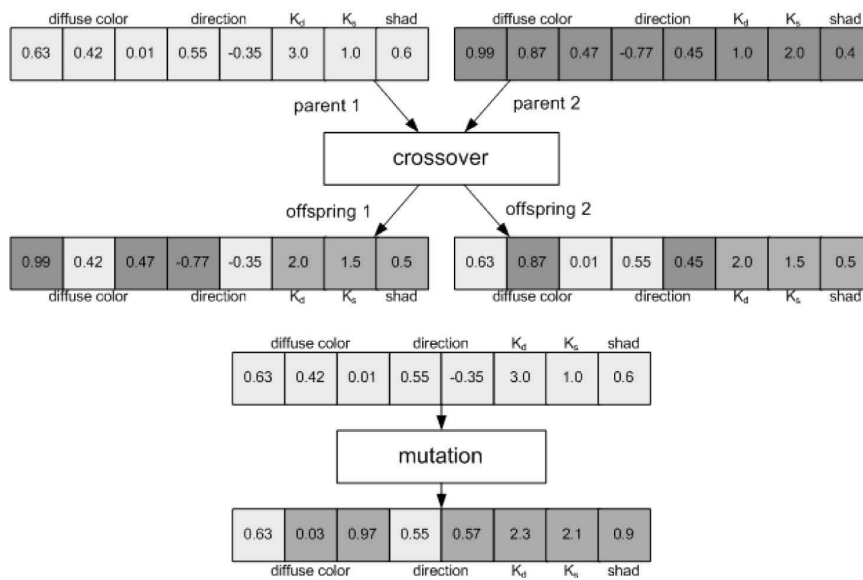 diffuse color direction Kd Ks shad diffuse color direction Kd Ks shad
0.63 0.42 0.01 0.55 -0.35 3.0 1.0 0.6 0.99 0.87 0.47 -0.77 0.45 1.0 2.0 0.4
parent 1 parent 2
crossover
offspring 1 offspring 2
0.99 0.42 0.47 -0.77 -0.35 2.0 1.5 0.5 0.63 0.87 0.01 0.55 0.45 2.0 1.5 0.5
diffuse color direction Kd Ks shad diffuse color direction Kd Ks shad
diffuse color direction Kd Ks shad
0.63 0.42 0.01 0.55 -0.35 3.0 1.0 0.6
mutation
0.63 0.03 0.97 0.55 0.57 2.3 2.1 0.9
diffuse color direction Kd Ks shad